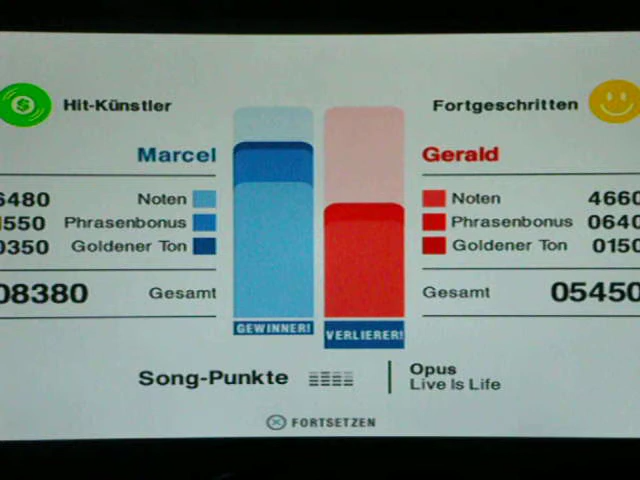 Hit-Künstler
Fortgeschritten
Marcel
Gerald
6480 Noten
Noten 4660
1550 Phrasenbonus
Phrasenbonus 0640
0350 Goldener Ton
Goldener Ton 0150
08380 Gesamt
Gesamt 05450
GEWINNER!
VERLIERER!
Song-Punkte
Opus
Live Is Life
FORTSETZEN